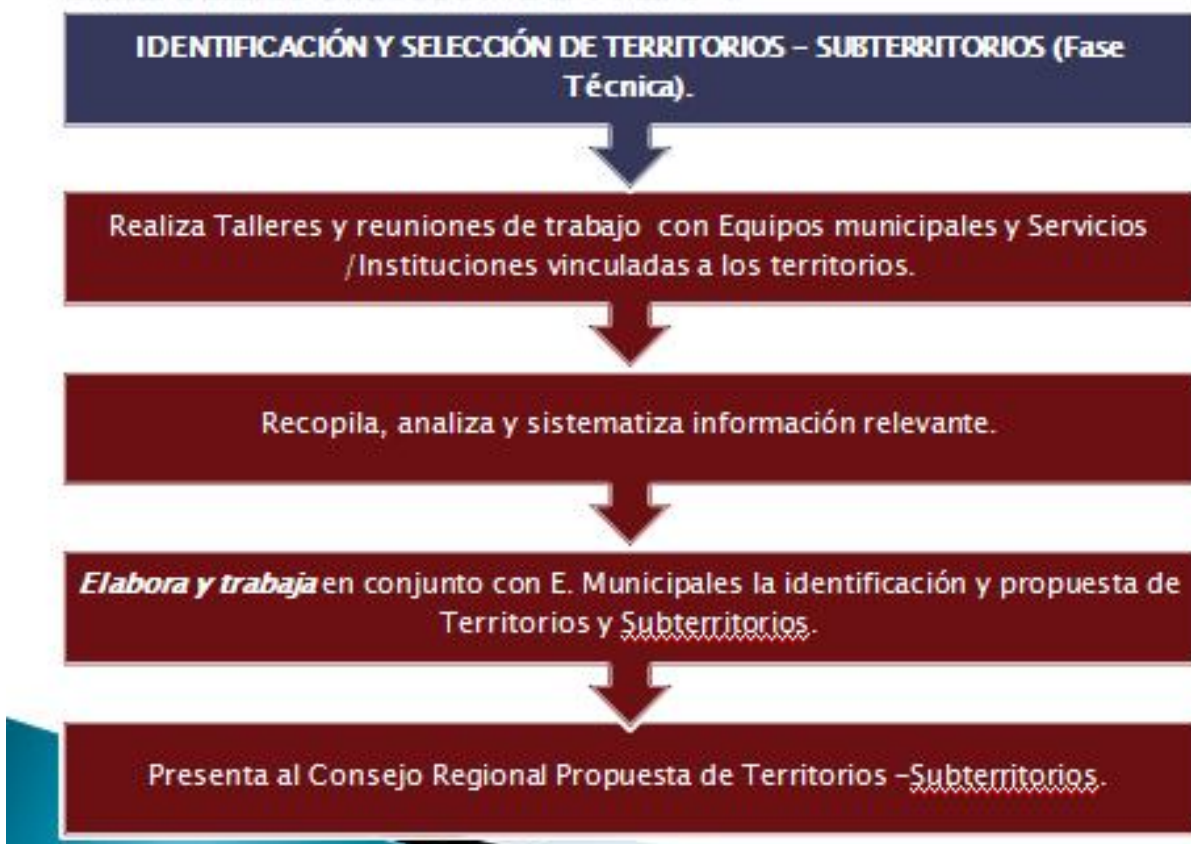 IDENTIFICACIÓN Y SELECCIÓN DE TERRITORIOS – SUBTERRITORIOS (Fase
Técnica).
Realiza Talleres y reuniones de trabajo con Equipos municipales y Servicios
/Instituciones vinculadas a los territorios.
Recopila, analiza y sistematiza información relevante.
Elabora y trabaja en conjunto con E. Municipales la identificación y propuesta de
Territorios y Subterritorios.
Presenta al Consejo Regional Propuesta de Territorios –Subterritorios.